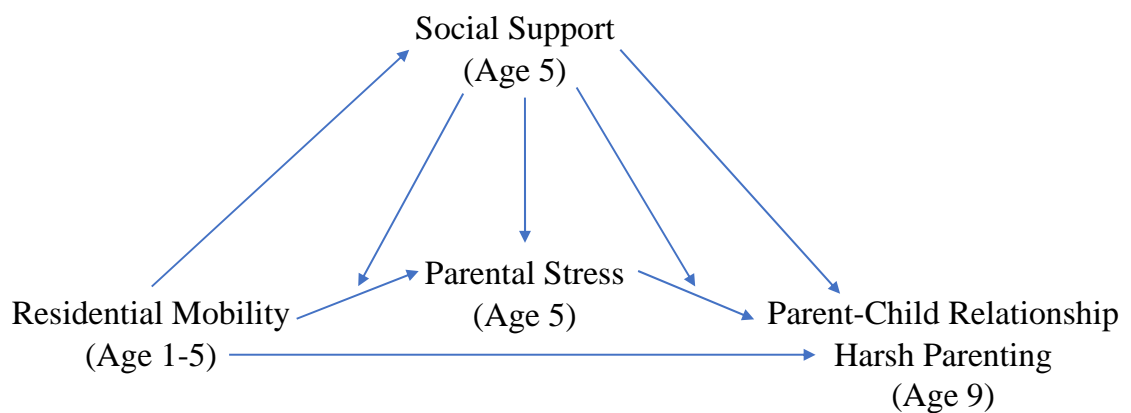 Social Support
(Age 5)
Parental Stress
(Age 5)
Residential Mobility
(Age 1-5)
Parent-Child Relationship
Harsh Parenting
(Age 9)